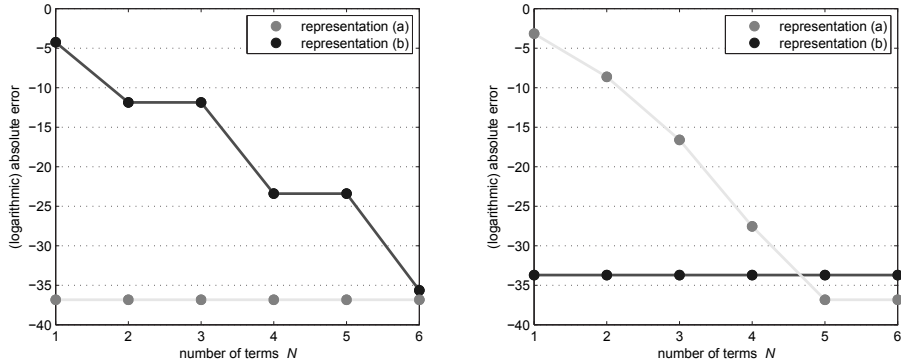 0
−5
−10
−15
−20
−25
−30
−35
−40
(logarithmic) absolute error
representation (a)
representation (b)
1 2 3 4 5 6
number of terms N
0
−5
−10
−15
−20
−25
−30
−35
−40
(logarithmic) absolute error
representation (a)
representation (b)
1 2 3 4 5 6
number of terms N